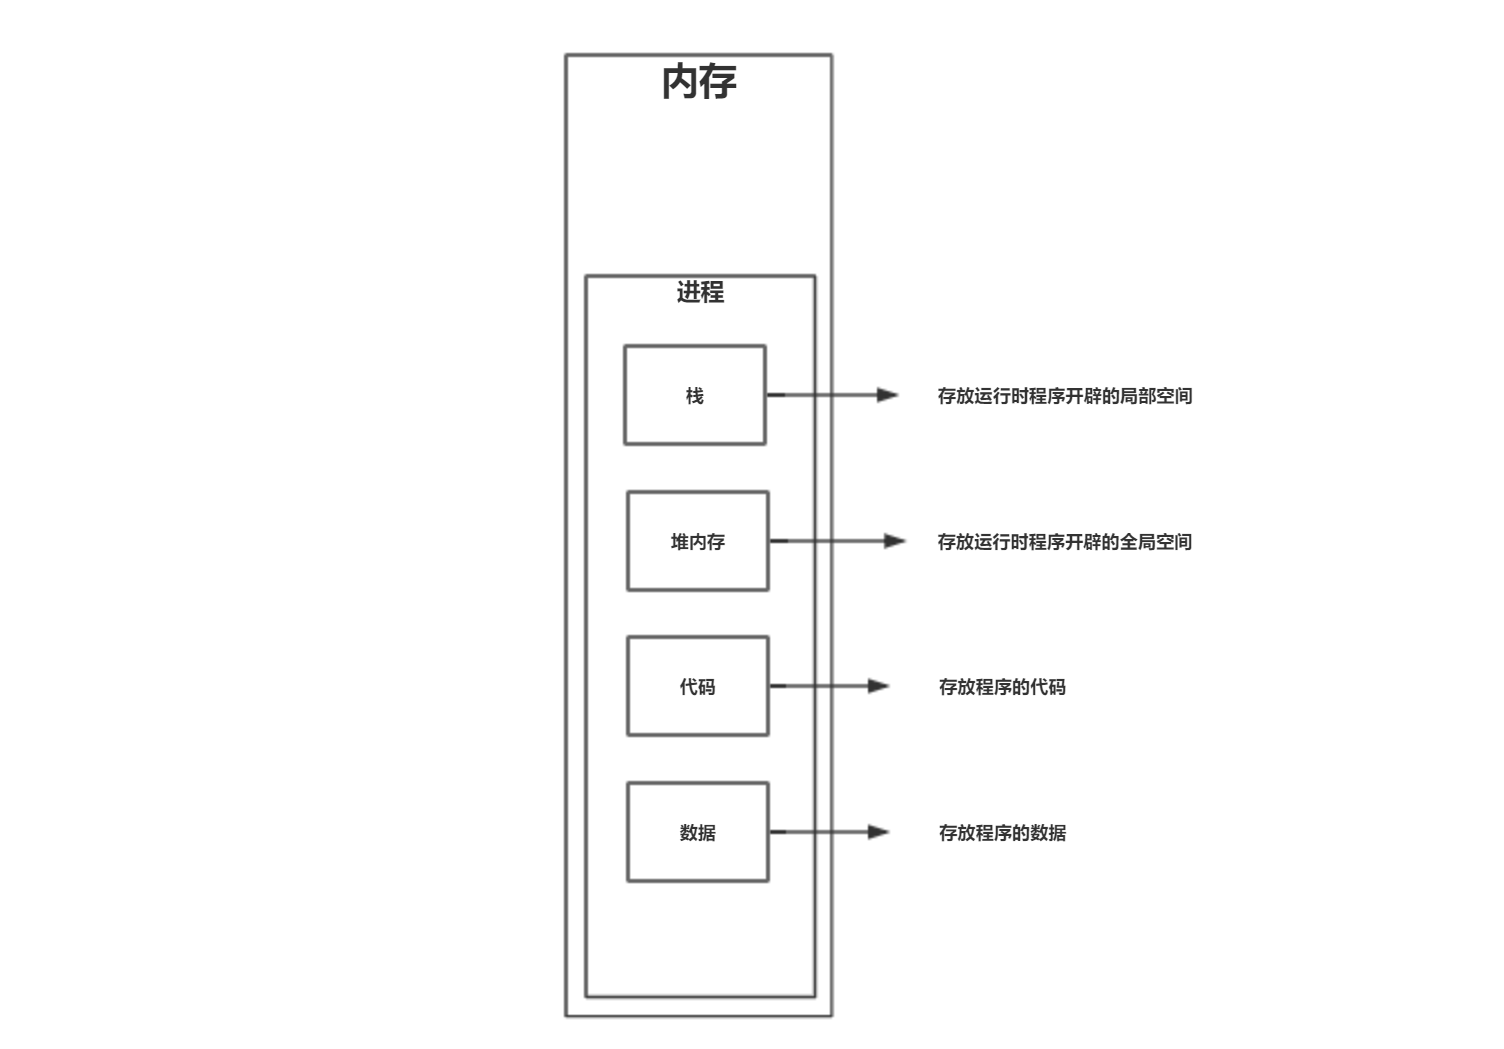 内存
进程
栈
存放运行时程序开辟的局部空间
堆内存
存放运行时程序开辟的全局空间
代码
存放程序的代码
数据
存放程序的数据